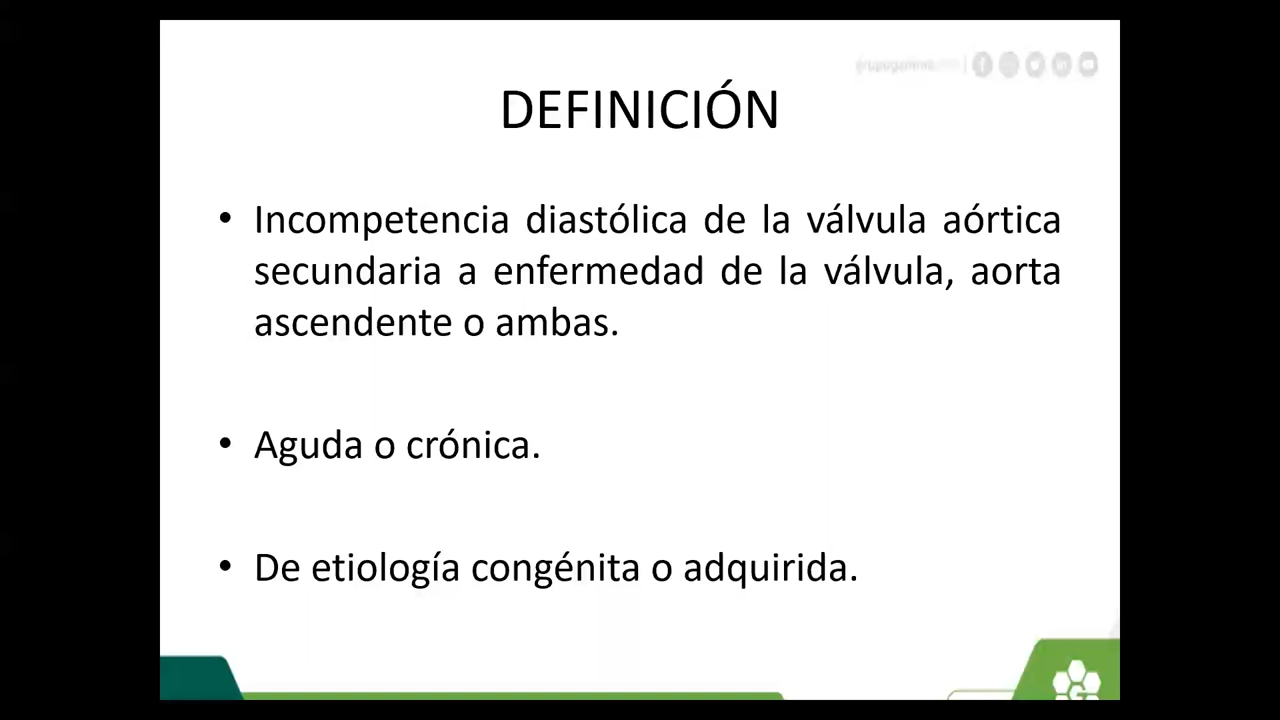 DEFINICIÓN
• Incompetencia diastólica de la válvula aórtica
secundaria a enfermedad de la válvula, aorta
ascendente o ambas.
• Aguda o crónica.
• De etiología congénita o adquirida.